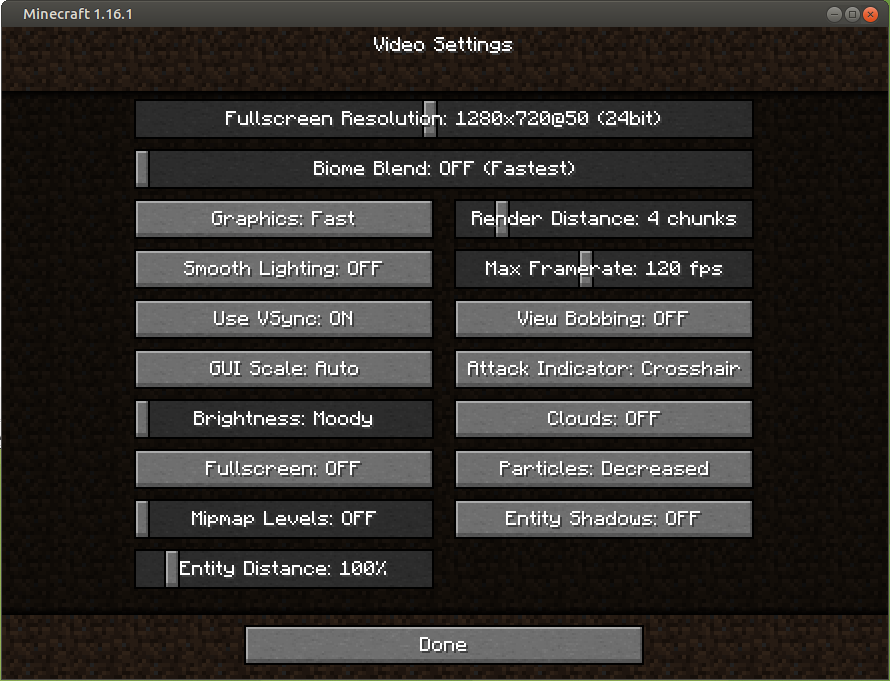 Minecraft 1.16.1
Video Settings
Fullscreen Resolution: 1280x720@50 (24bit)
Biome Blend: OFF (Fastest)
Graphics: Fast
Render Distance: 4 chunks
Smooth Lighting: OFF
Max Framerate: 120 fps
Use VSync: ON
View Bobbing: OFF
GUI Scale: Auto
Attack Indicator: Crosshair
Brightness: Moody
Clouds: OFF
Fullscreen: OFF
Particles: Decreased
Mipmap Levels: OFF
Entity Shadows: OFF
Entity Distance: 100%
Done